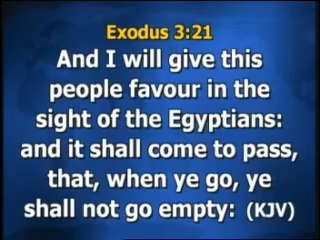 Exodus 3:21
And I will give this
people favour in the
sight of the Egyptians:
and it shall come to pass,
that, when ye go, ye
shall not go empty: (KJV)